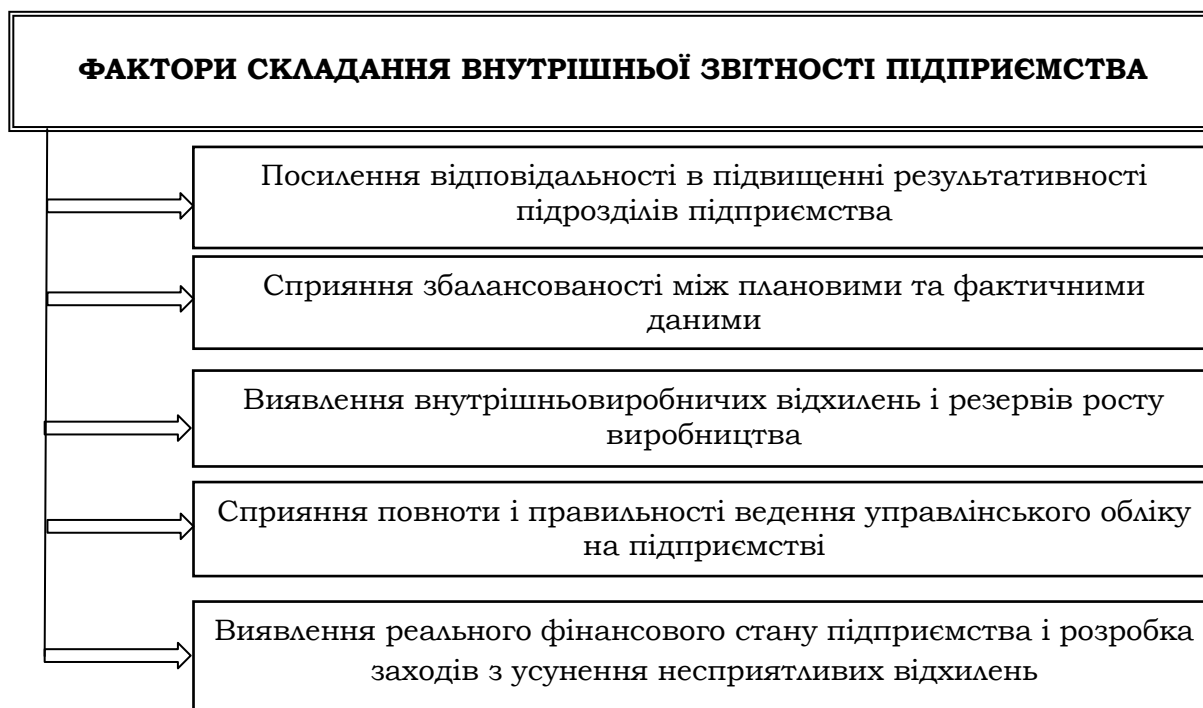 ФАКТОРИ СКЛАДАННЯ ВНУТРІШНЬОЇ ЗВІТНОСТІ ПІДПРИЄМСТВА
Посилення відповідальності в підвищенні результативності
підрозділів підприємства
Сприяння збалансованості між плановими та фактичними
даними
Виявлення внутрішньовиробничих відхилень і резервів росту
виробництва
Сприяння повноти і правильності ведення управлінського обліку
на підприємстві
Виявлення реального фінансового стану підприємства і розробка
заходів з усунення несприятливих відхилень